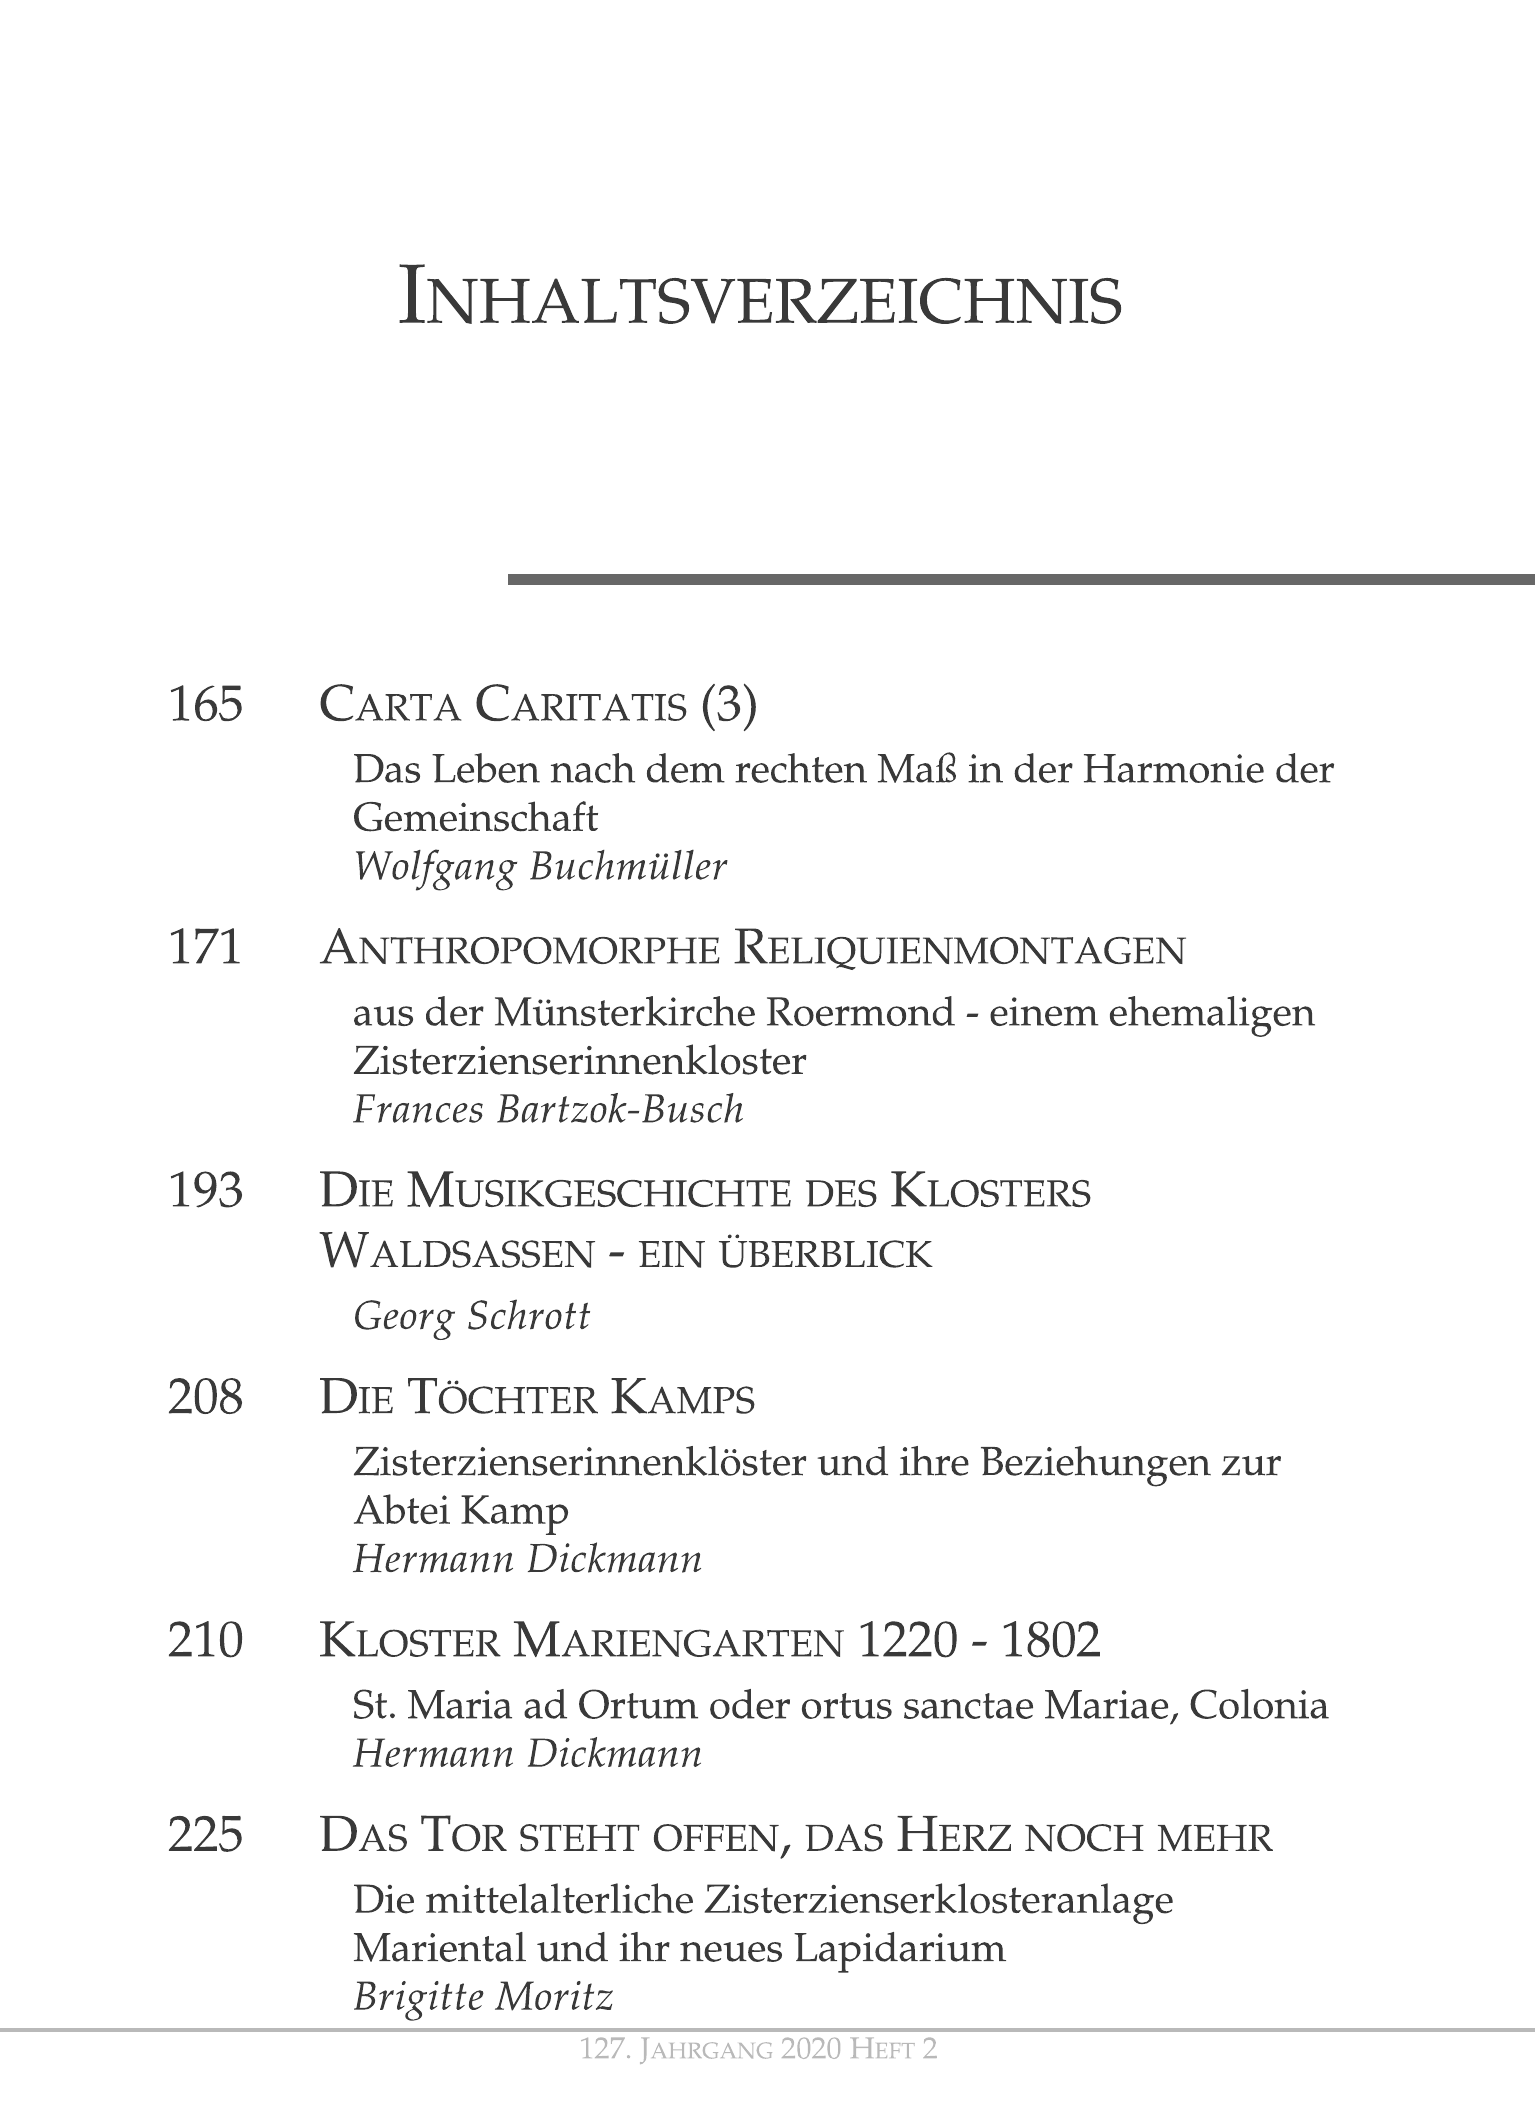 Inhaltsverzeichnis
165 Carta Caritatis (3)
Das Leben nach dem rechten Maß in der Harmonie der
Gemeinschaft
Wolfgang Buchmüller
171 Anthropomorphe Reliquienmontagen
aus der Münsterkirche Roermond - einem ehemaligen
Zisterzienserinnenkloster
Frances Bartzok-Busch
193 Die Musikgeschichte des Klosters
Waldsassen - ein Überblick
Georg Schrott
208 Die Töchter Kamps
Zisterzienserinnenklöster und ihre Beziehungen zur
Abtei Kamp
Hermann Dickmann
210 Kloster Mariengarten 1220 - 1802
St. Maria ad Ortum oder ortus sanctae Mariae, Colonia
Hermann Dickmann
225 Das Tor steht offen, das Herz noch mehr
Die mittelalterliche Zisterzienserklosteranlage
Mariental und ihr neues Lapidarium
Brigitte Moritz
127. Jahrgang 2020 Heft 2